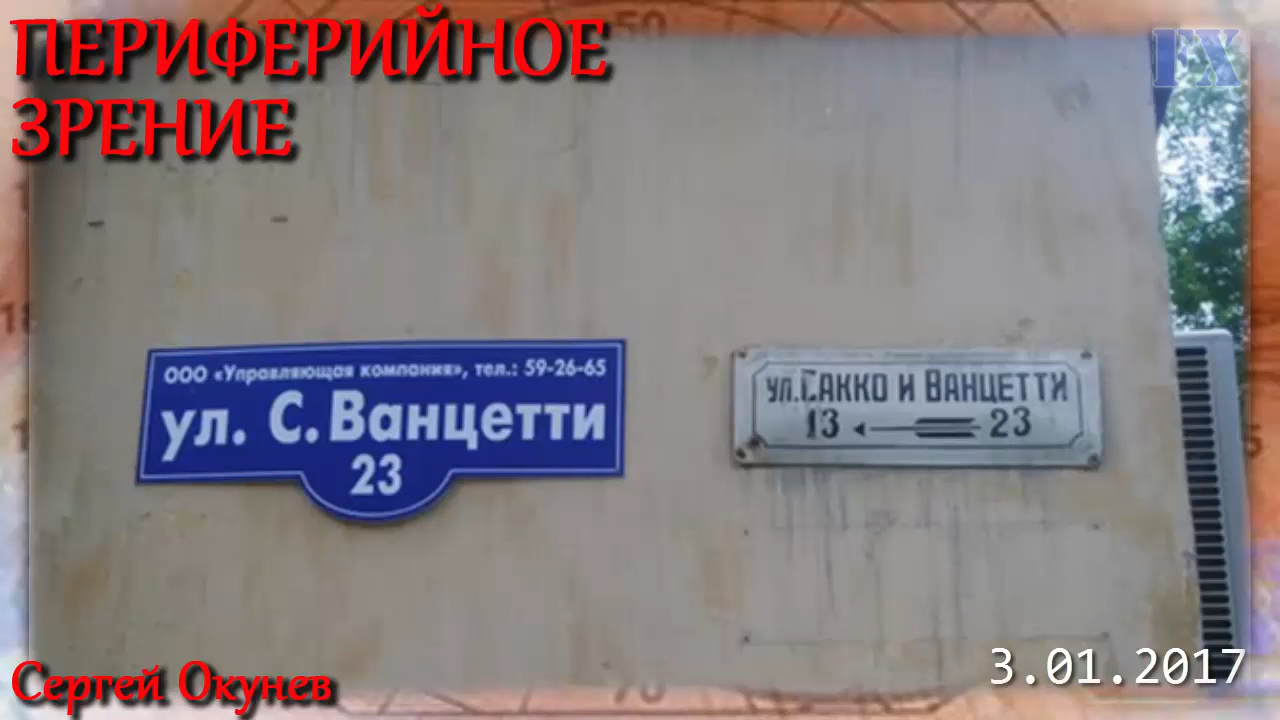 ПЕРИФЕРИЙНОЕ
ЗРЕНИЕ
ООО «Управляющая компания», тел.: 59-26-65
ул. С. Ванцетти
23
ул. Сакко и Ванцетти
13 23
Сергей Окунев
3.01.2017